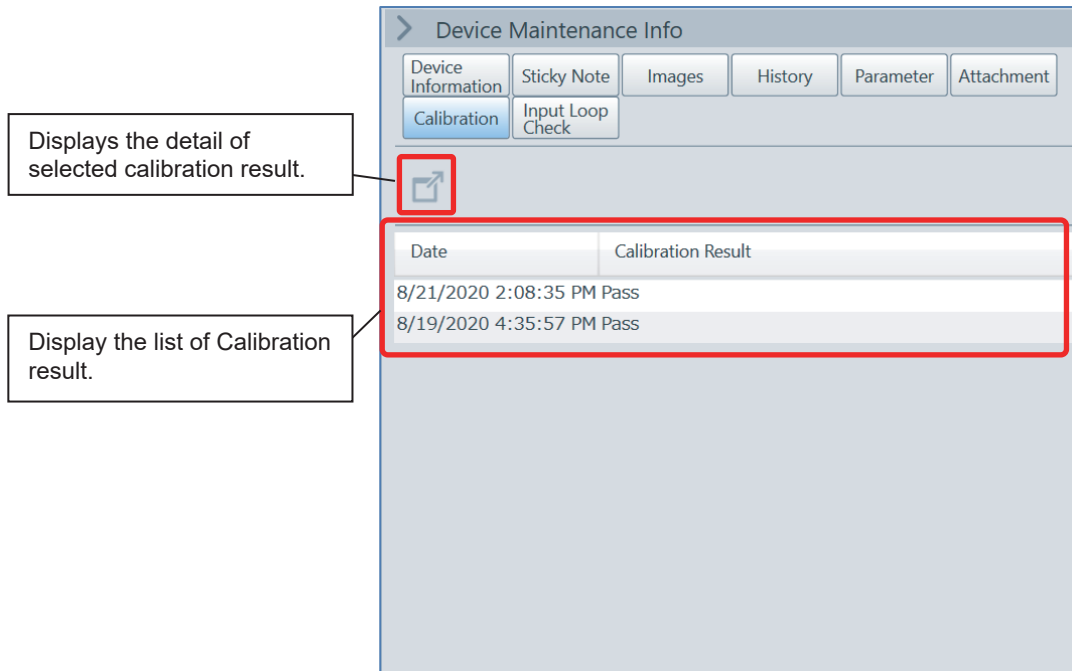 Device Maintenance Info
Device
Information
Sticky Note
Images
History
Parameter
Attachment
Calibration
Input Loop
Check
Displays the detail of
selected calibration result.
Date Calibration Result
8/21/2020 2:08:35 PM Pass
8/19/2020 4:35:57 PM Pass
Display the list of Calibration
result.